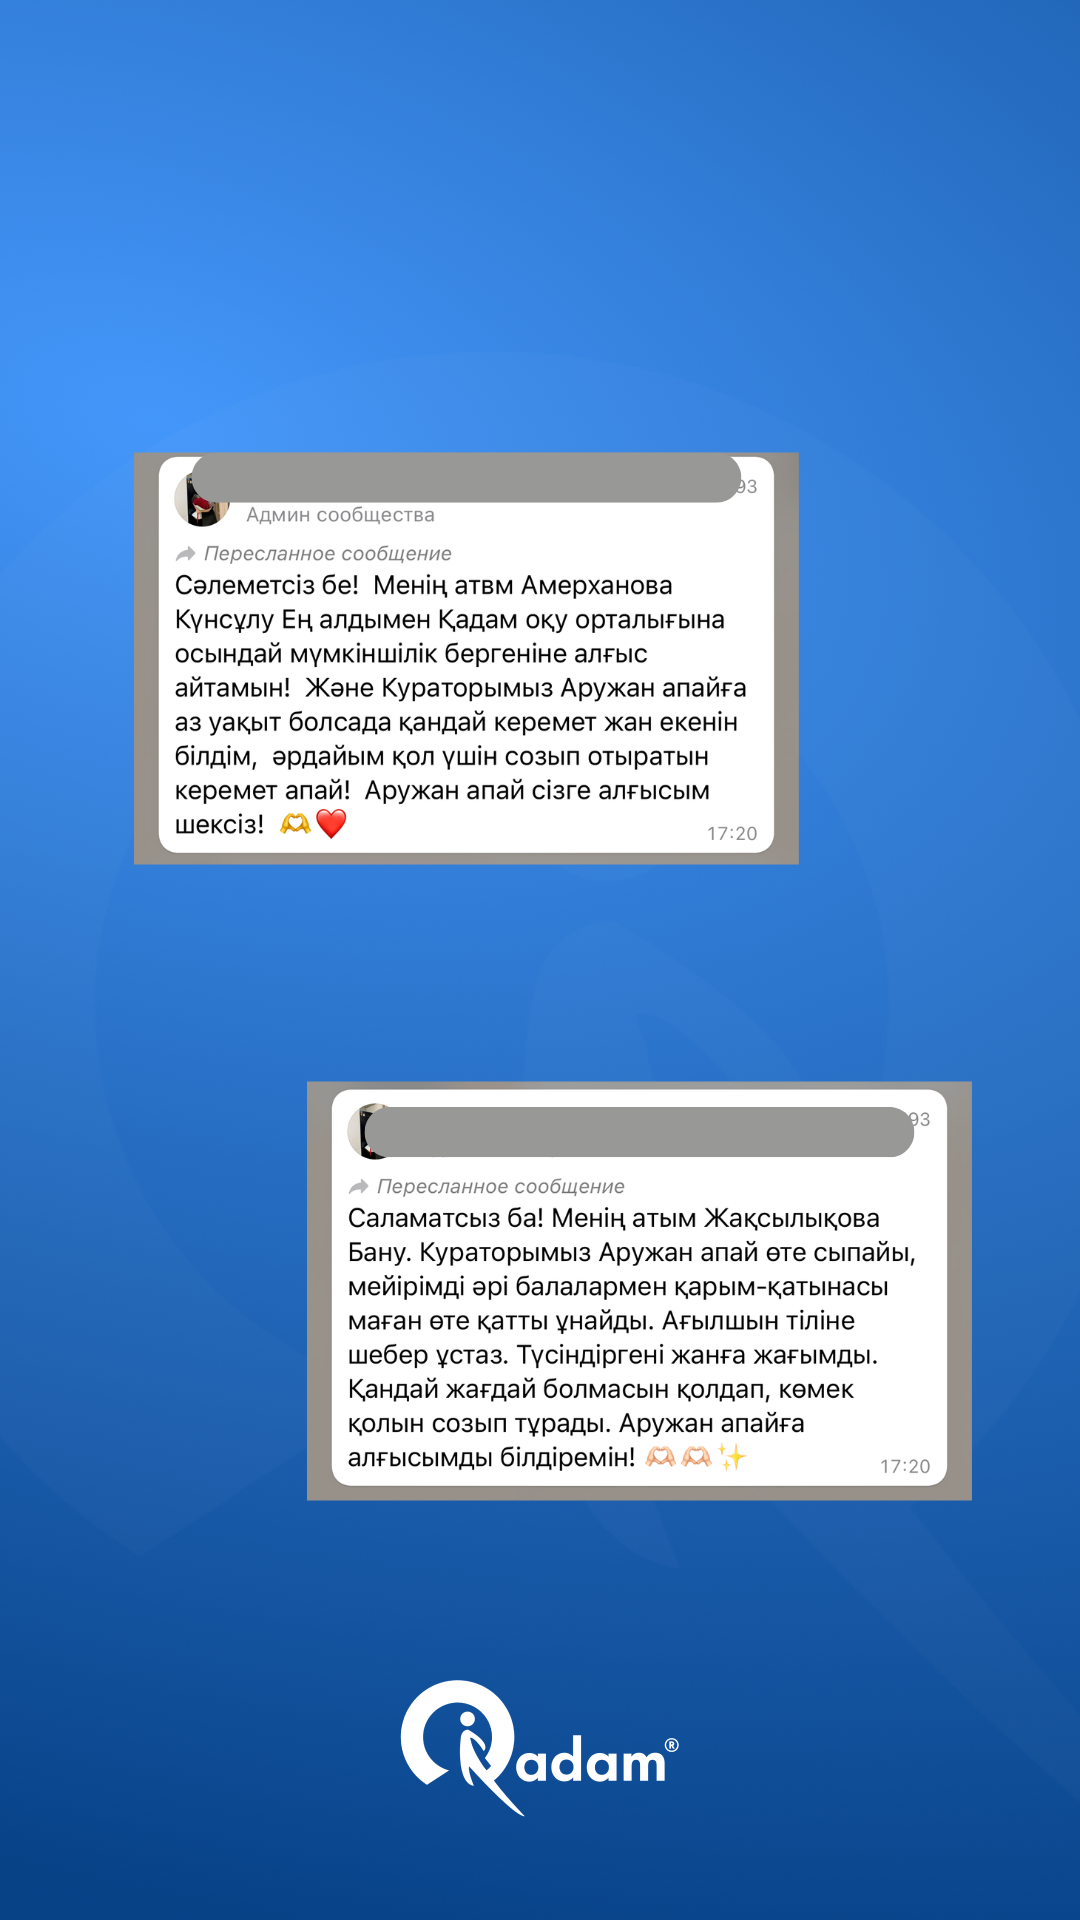 93
Админ сообщества
Пересланное сообщение
Сәлеметсіз бе!  Менің атвм Амерханова
Күнсұлу Ең алдымен Қадам оқу орталығына
осындай мүмкіншілік бергеніне алғыс
айтамын!  Және Кураторымыз Аружан апайға
аз уақыт болсада қандай керемет жан екенін
білдім,  әрдайым қол үшін созып отыратын
керемет апай!  Аружан апай сізге алғысым
шексіз! 🫶❤️
17:20
93
Пересланное сообщение
Саламатсыз ба! Менің атым Жақсылықова
Бану. Кураторымыз Аружан апай өте сыпайы,
мейірімді әрі балалармен қарым-қатынасы
маған өте қатты ұнайды. Ағылшын тіліне
шебер ұстаз. Түсіндіргені жанға жағымды.
Қандай жағдай болмасын қолдап, көмек
қолын созып тұрады. Аружан апайға
алғысымды білдіремін! 🫶🏻🫶🏻✨
17:20
Qadam®